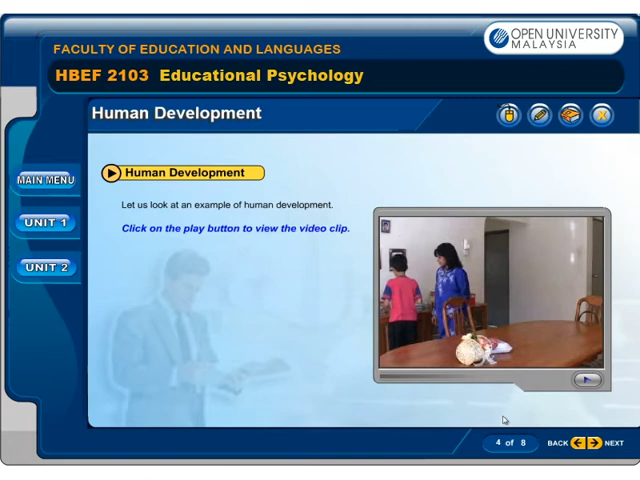 OPEN UNIVERSITY
MALAYSIA
FACULTY OF EDUCATION AND LANGUAGES
HBEF 2103 Educational Psychology
Human Development
MAIN MENU
UNIT 1
UNIT 2
Human Development
Let us look at an example of human development.
Click on the play button to view the video clip.
4 of 8
BACK
NEXT